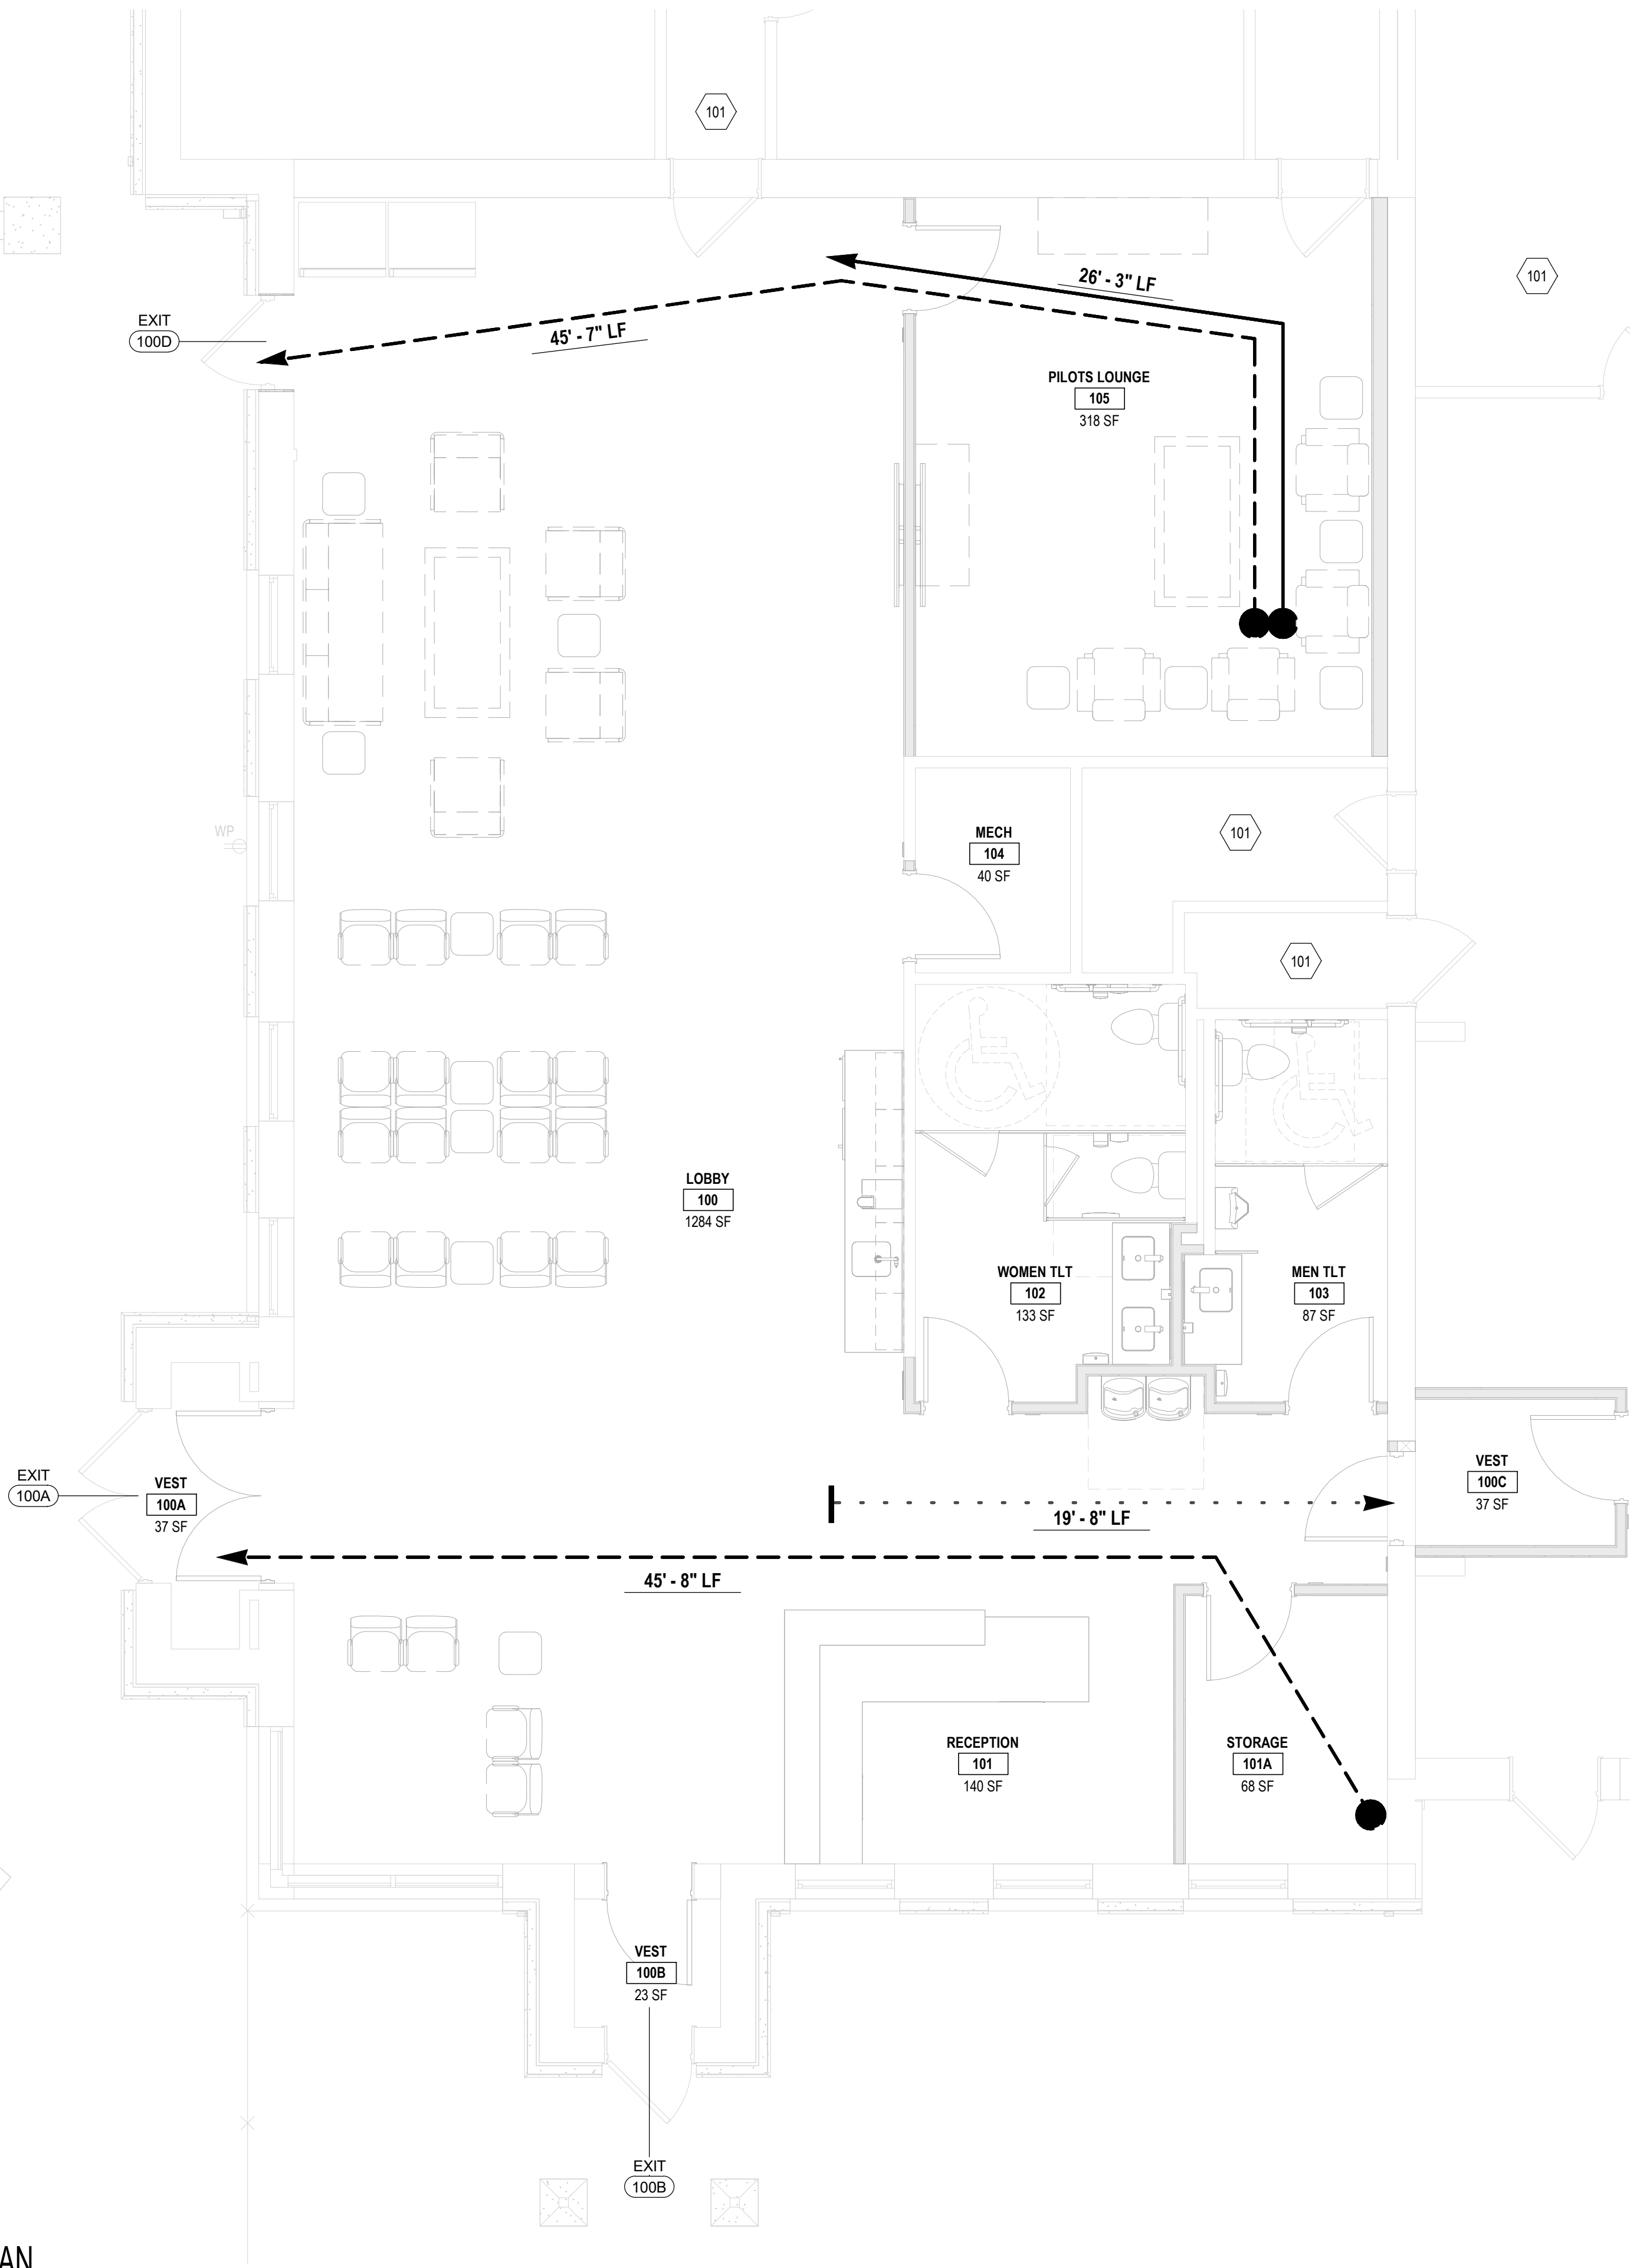 101
101
26' - 3" LF
EXIT
100D
45' - 7" LF
PILOTS LOUNGE
105
318 SF
WP
MECH
104
40 SF
101
101
LOBBY
100
1284 SF
WOMEN TLT
102
133 SF
MEN TLT
103
87 SF
EXIT
100A
VEST
100A
37 SF
VEST
100C
37 SF
19' - 8" LF
45' - 8" LF
RECEPTION
101
140 SF
STORAGE
101A
68 SF
VEST
100B
23 SF
EXIT
100B
AN